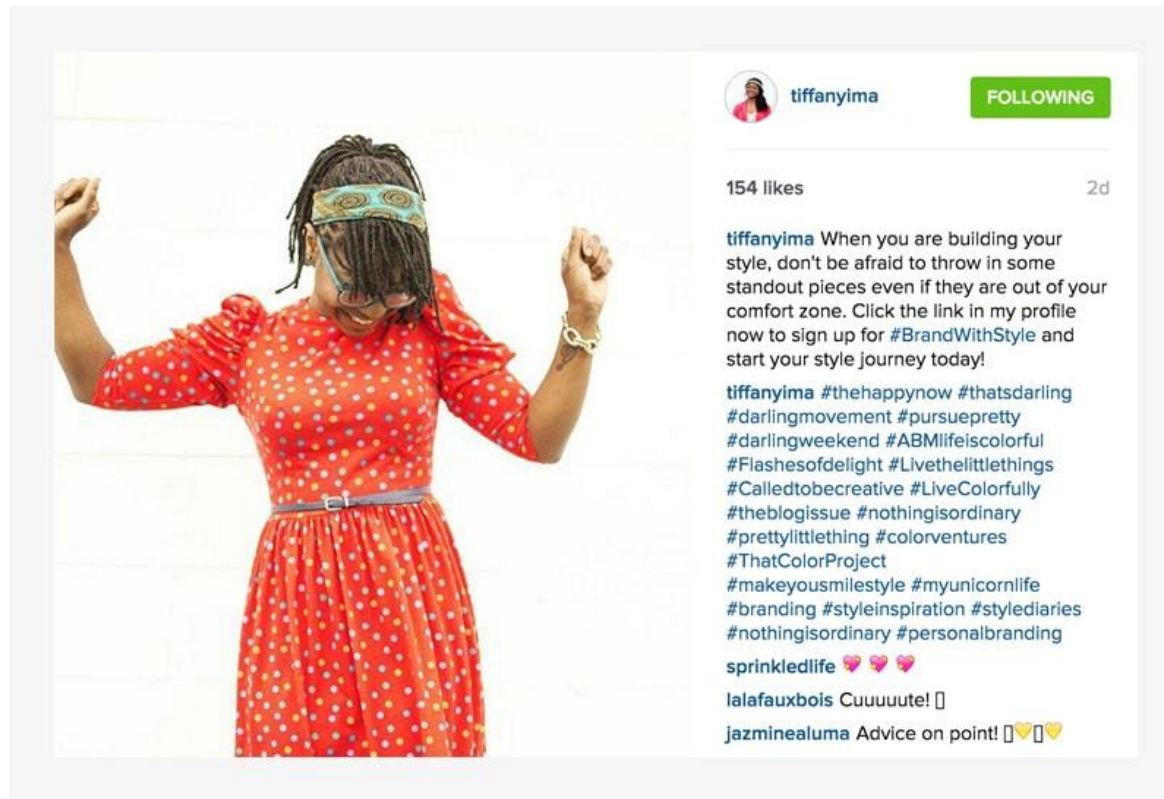 tiffanyima
FOLLOWING
154 likes
2d
tiffanyima When you are building your
style, don't be afraid to throw in some
standout pieces even if they are out of your
comfort zone. Click the link in my profile
now to sign up for #BrandWithStyle and
start your style journey today!
tiffanyima #thehappynow #thatsdarling
#darlingmovement #pursuepretty
#darlingweekend #ABMlifeiscolorful
#Flashesofdelight #Livethelittlethings
#Calledtobecreative #LiveColorfully
#theblogissue #nothingisordinary
#prettylittlething #colorventures
#ThatColorProject
#makeyousmilestyle #myunicornlife
#branding #styleinspiration #stylediaries
#nothingisordinary #personalbranding
sprinkledlife 💖 💖 💖
lalafauxbois Cuuuuute! ▯
jazminealuma Advice on point! ▯💛▯💛